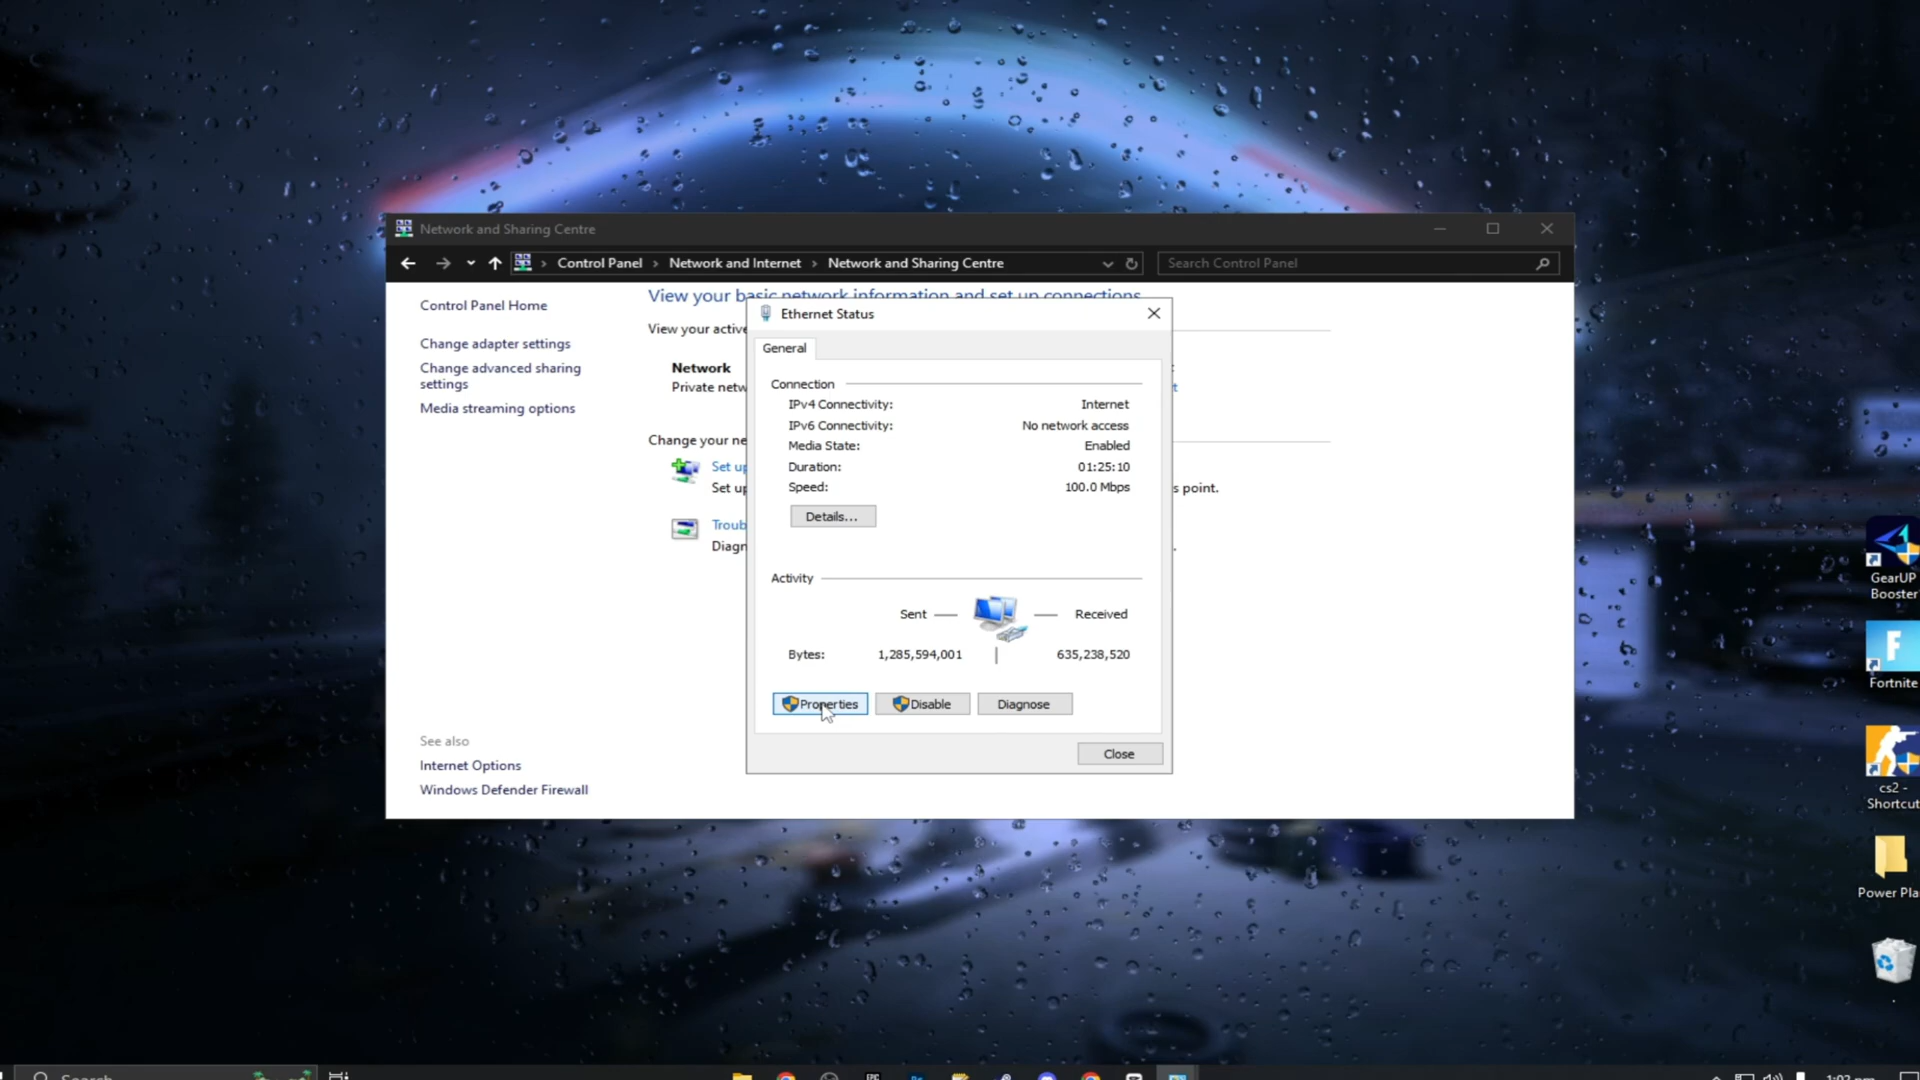 Network and Sharing Centre
Control Panel › Network and Internet › Network and Sharing Centre
Search Control Panel
Control Panel Home
Change adapter settings
Change advanced sharing
settings
Media streaming options
See also
Internet Options
Windows Defender Firewall
View your basic network information and set up connections
View your active
Network
Private netw
Change your ne
Set up
Set up
s point.
Troub
Diagn
Ethernet Status
General
Connection
IPv4 Connectivity: Internet
IPv6 Connectivity: No network access
Media State: Enabled
Duration: 01:25:10
Speed: 100.0 Mbps
Details...
Activity
Sent — — Received
Bytes: 1,285,594,001 | 635,238,520
Properties
Disable
Diagnose
Close
GearUP
Booster
Fortnite
cs2 -
Shortcut
Power Pla
Search